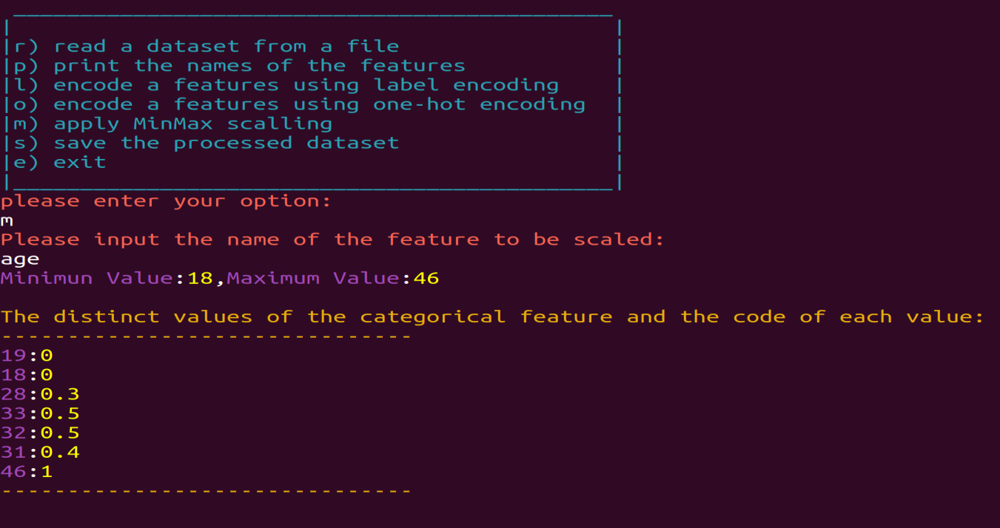 r) read a dataset from a file
p) print the names of the features
l) encode a features using label encoding
o) encode a features using one-hot encoding
m) apply MinMax scalling
s) save the processed dataset
e) exit
please enter your option:
m
Please input the name of the feature to be scaled:
age
Minimun Value:18,Maximum Value:46
The distinct values of the categorical feature and the code of each value:
-------------------------------
19:0
18:0
28:0.3
33:0.5
32:0.5
31:0.4
46:1
-------------------------------